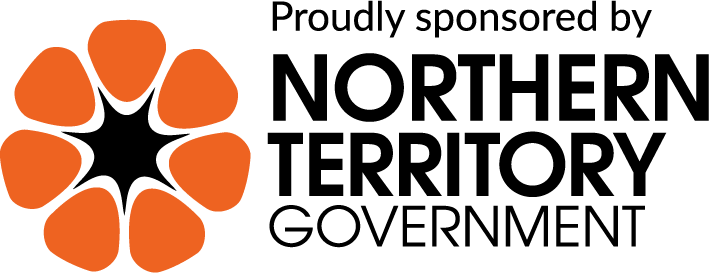 Proudly sponsored by
NORTHERN
TERRITORY
GOVERNMENT